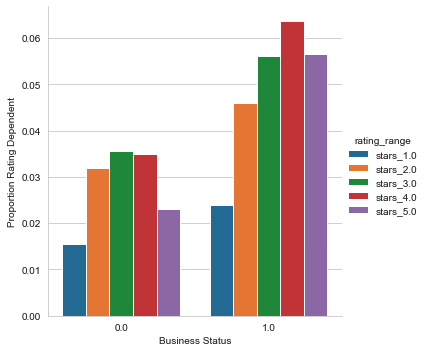 0.06
0.05
0.04
0.03
0.02
0.01
0.00
Proportion Rating Dependent
0.0
1.0
Business Status
rating_range
stars_1.0
stars_2.0
stars_3.0
stars_4.0
stars_5.0